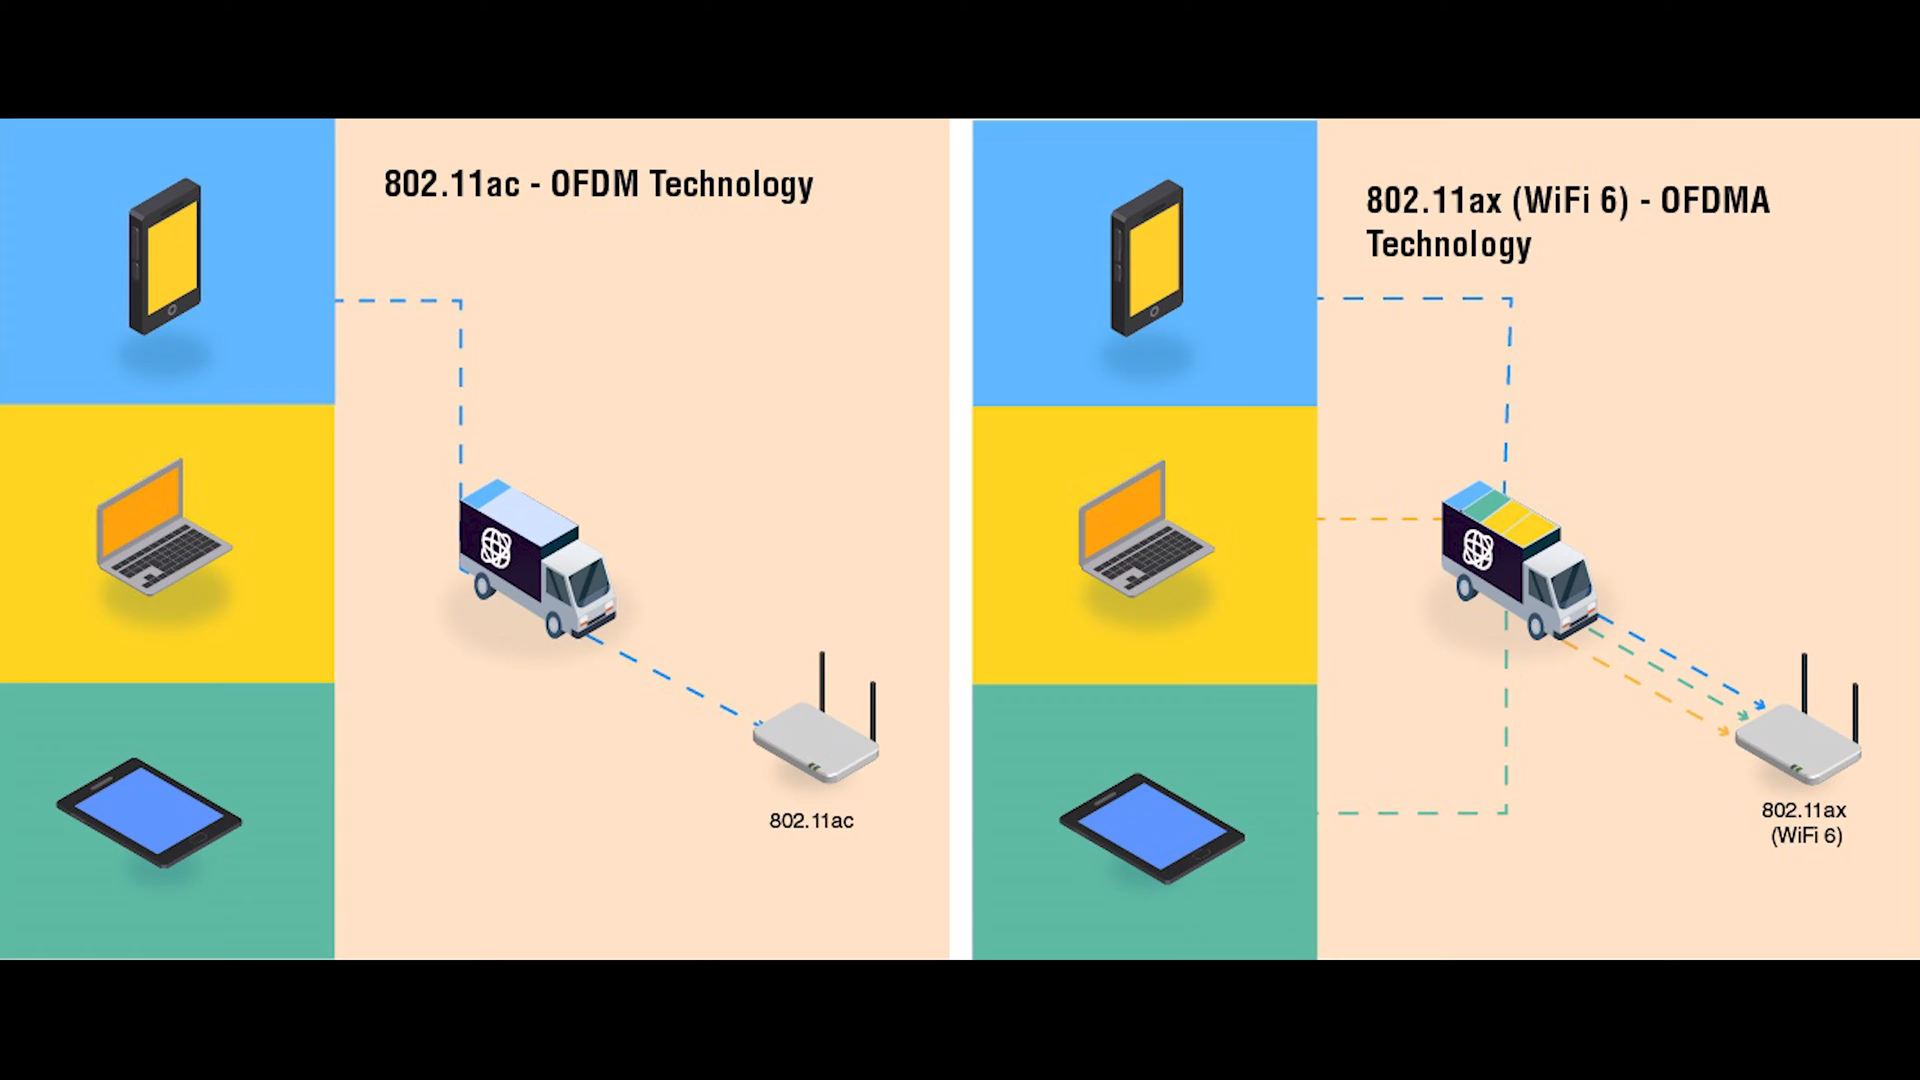 802.11ac - OFDM Technology
802.11ac
802.11ax (WiFi 6) - OFDMA
Technology
802.11ax
(WiFi 6)